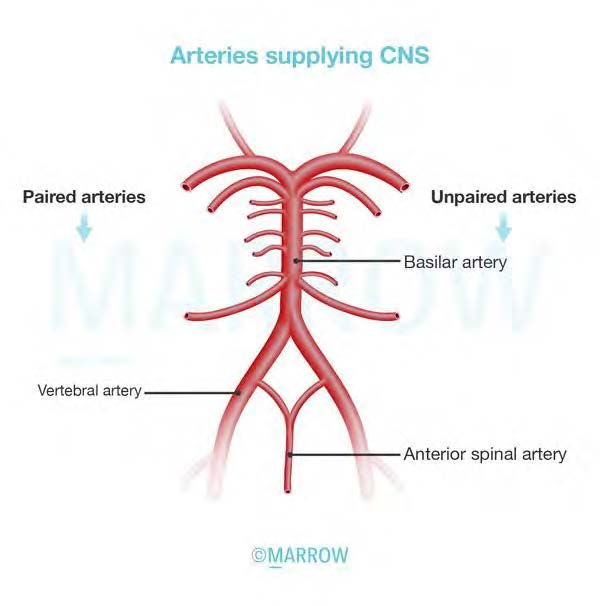 Arteries supplying CNS
Paired arteries
Unpaired arteries
MARROW
Basilar artery
Vertebral artery
Anterior spinal artery
©MARROW